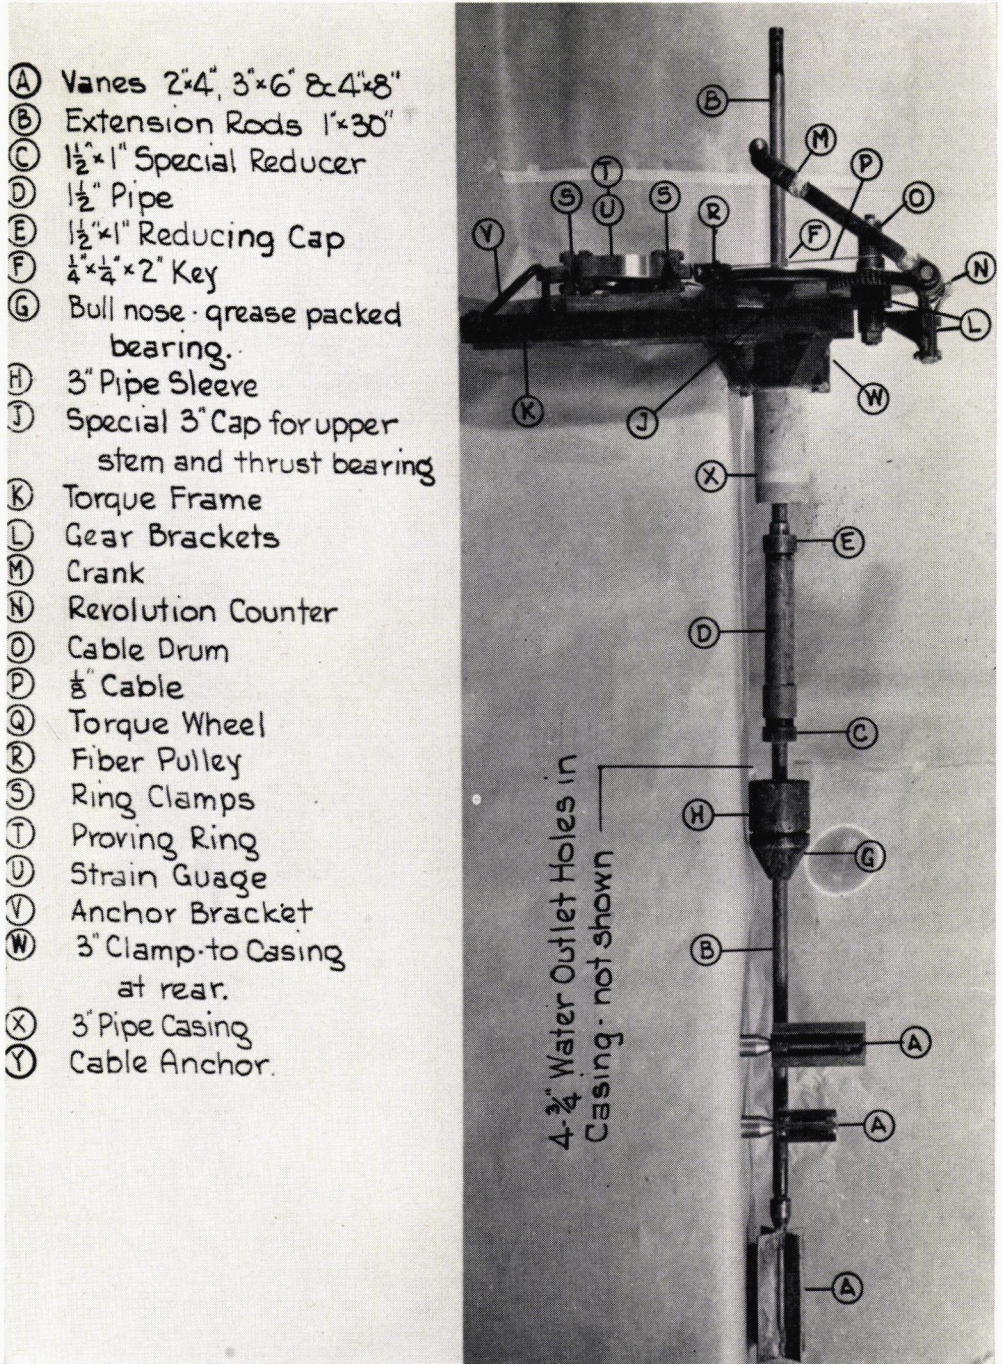 A Vanes 2"x4", 3"x6" & 4"x8"
B Extension Rods 1"x30"
C 1½"x1" Special Reducer
D 1½" Pipe
E 1½"x1" Reducing Cap
F ¼"x¼"x2" Key
G Bull nose - grease packed
bearing.
H 3" Pipe Sleeve
J Special 3" Cap for upper
stem and thrust bearing
K Torque Frame
L Gear Brackets
M Crank
N Revolution Counter
O Cable Drum
P ⅛" Cable
Q Torque Wheel
R Fiber Pulley
S Ring Clamps
T Proving Ring
U Strain Guage
V Anchor Bracket
W 3" Clamp-to Casing
at rear.
X 3" Pipe Casing
Y Cable Anchor.
B
M
T
P
S
S
U
R
O
V
F
N
L
K
J
W
X
E
D
C
4-¾" Water Outlet Holes in
Casing - not shown
H
G
B
A
A
A